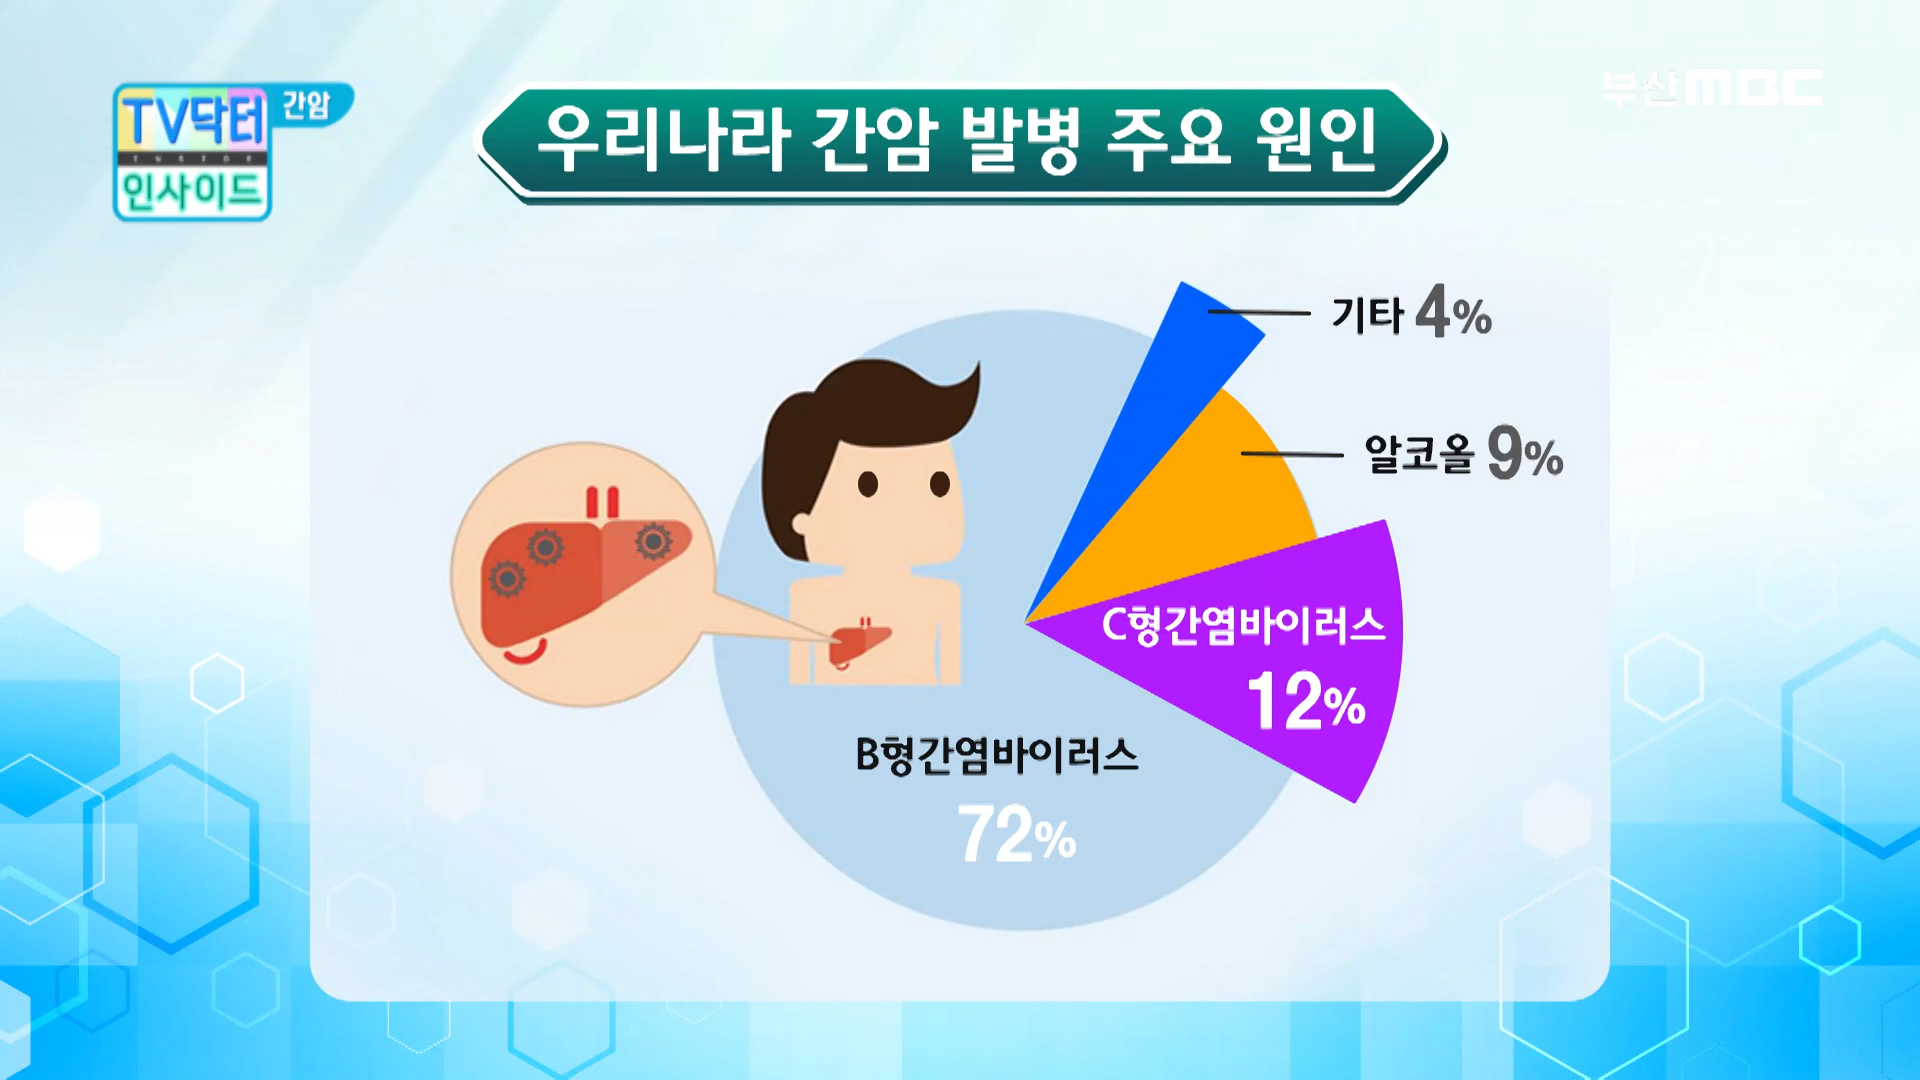 TV닥터
간암
INSIDE
인사이드
부산MBC
우리나라 간암 발병 주요 원인
기타 4%
알코올 9%
C형간염바이러스
12%
B형간염바이러스
72%